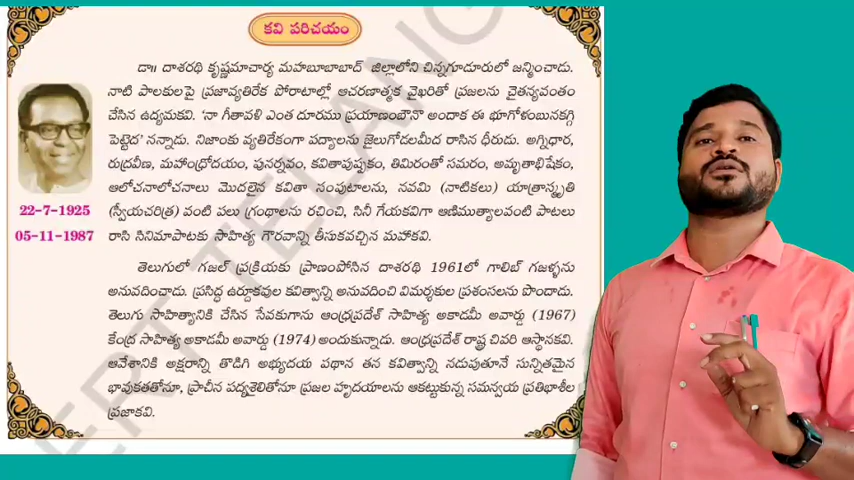 కవి పరిచయం
డా॥ దాశరథి కృష్ణమాచార్య మహబూబాబాద్ జిల్లాలోని చిన్నగూడూరులో జన్మించాడు.
నాటి పాలకులపై ప్రజావ్యతిరేక పోరాటాల్లో ఆచరణాత్మక వైఖరితో ప్రజలను చైతన్యవంతం
చేసిన ఉద్యమకవి. ‘నా గీతావళి ఎంత దూరము ప్రయాణంబౌనొ అందాక ఈ భూగోళంబునకగ్గి
పెట్టెద’ నన్నాడు. నిజాంకు వ్యతిరేకంగా పద్యాలను జైలుగోడలమీద రాసిన ధీరుడు. అగ్నిధార,
రుద్రవీణ, మహాంధ్రోదయం, పునర్నవం, కవితాపుష్పకం, తిమిరంతో సమరం, అమృతాభిషేకం,
ఆలోచనాలోచనాలు మొదలైన కవితా సంపుటాలను, నవమి (నాటికలు) యాత్రాస్మృతి
(స్వీయచరిత్ర) వంటి పలు గ్రంథాలను రచించి, సినీ గేయకవిగా ఆణిముత్యాలవంటి పాటలు
రాసి సినిమాపాటకు సాహిత్య గౌరవాన్ని తీసుకవచ్చిన మహాకవి.
22-7-1925
05-11-1987
తెలుగులో గజల్ ప్రక్రియకు ప్రాణంపోసిన దాశరథి 1961లో గాలిబ్ గజళ్ళను
అనువదించాడు. ప్రసిద్ధ ఉర్దూకవుల కవిత్వాన్ని అనువదించి విమర్శకుల ప్రశంసలను పొందాడు.
తెలుగు సాహిత్యానికి చేసిన సేవకుగాను ఆంధ్రప్రదేశ్ సాహిత్య అకాడమీ అవార్డు (1967)
కేంద్ర సాహిత్య అకాడమీ అవార్డు (1974) అందుకున్నాడు. ఆంధ్రప్రదేశ్ రాష్ట్ర చివరి ఆస్థానకవి.
ఆవేశానికి అక్షరాన్ని తొడిగి అభ్యుదయ పథాన తన కవిత్వాన్ని నడుపుతూనే సున్నితమైన
భావుకతతోనూ, ప్రాచీన పద్యశైలితోనూ ప్రజల హృదయాలను ఆకట్టుకున్న సమన్వయ ప్రతిభాశీల
ప్రజాకవి.